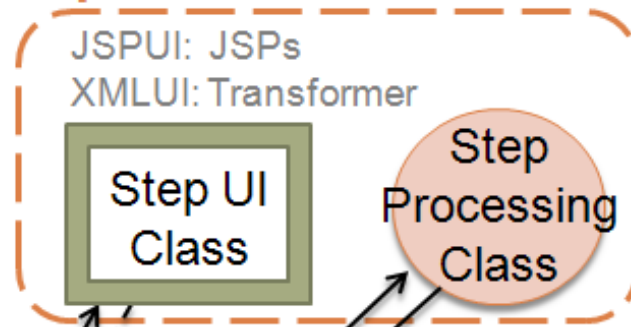 JSPUI: JSPs
XMLUI: Transformer
Step UI
Class
Step
Processing
Class